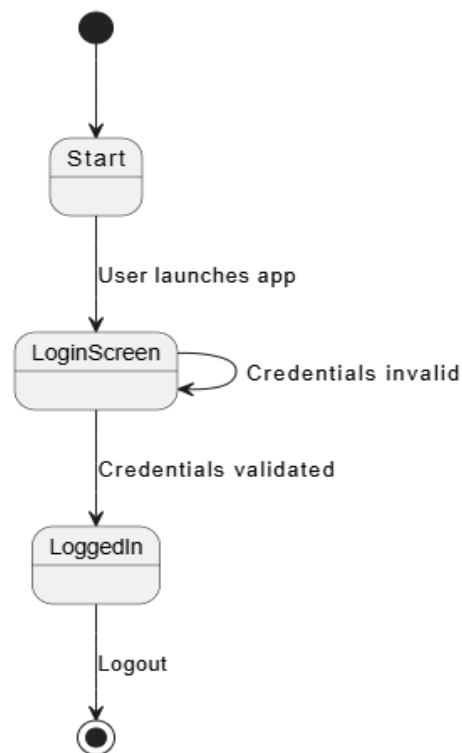 Start
User launches app
LoginScreen
Credentials invalid
Credentials validated
LoggedIn
Logout